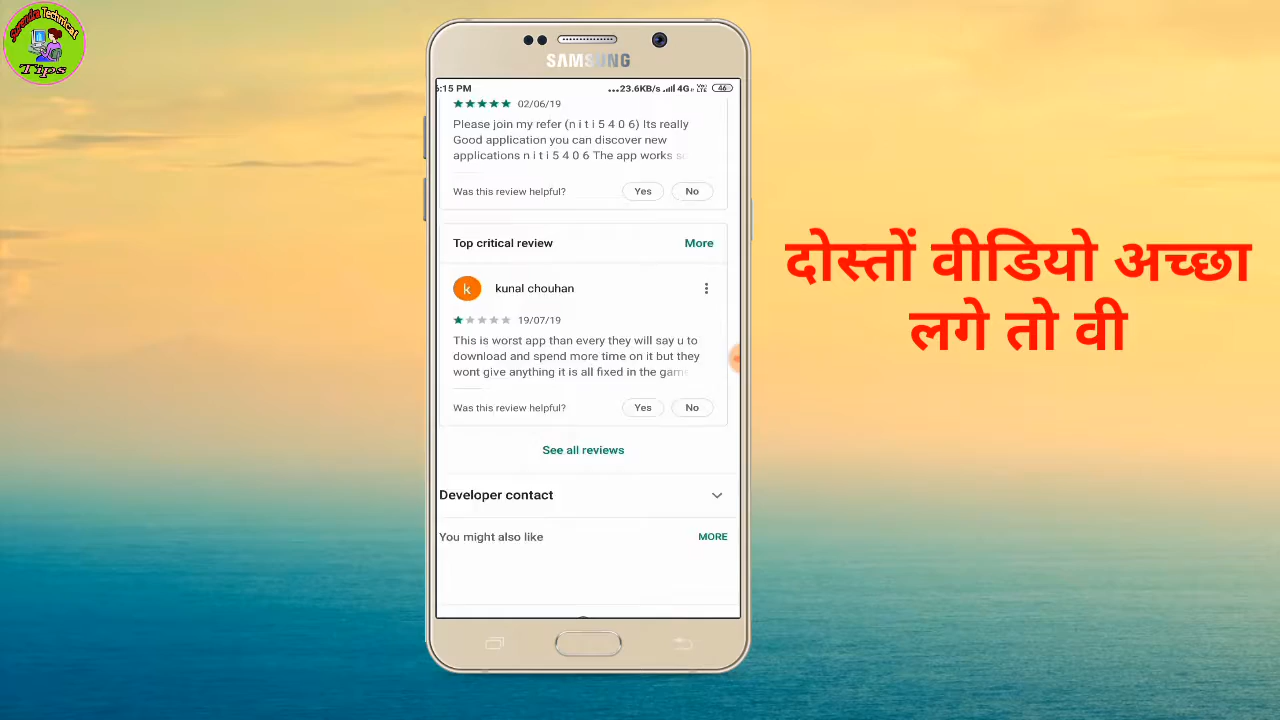 Surendra Technical
Tips
SAMSUNG
6:15 PM
...23.6KB/s 4G 46
02/06/19
Please join my refer (n i t i 5 4 0 6) Its really
Good application you can discover new
applications n i t i 5 4 0 6 The app works
Was this review helpful? Yes No
Top critical review More
k kunal chouhan
19/07/19
This is worst app than every they will say u to
download and spend more time on it but they
wont give anything it is all fixed in the game
Was this review helpful? Yes No
See all reviews
Developer contact
You might also like MORE
दोस्तों वीडियो अच्छा
लगे तो वी